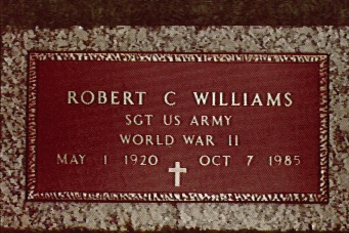 ROBERT C WILLIAMS
SGT US ARMY
WORLD WAR II
MAY 1 1920 OCT 7 1985